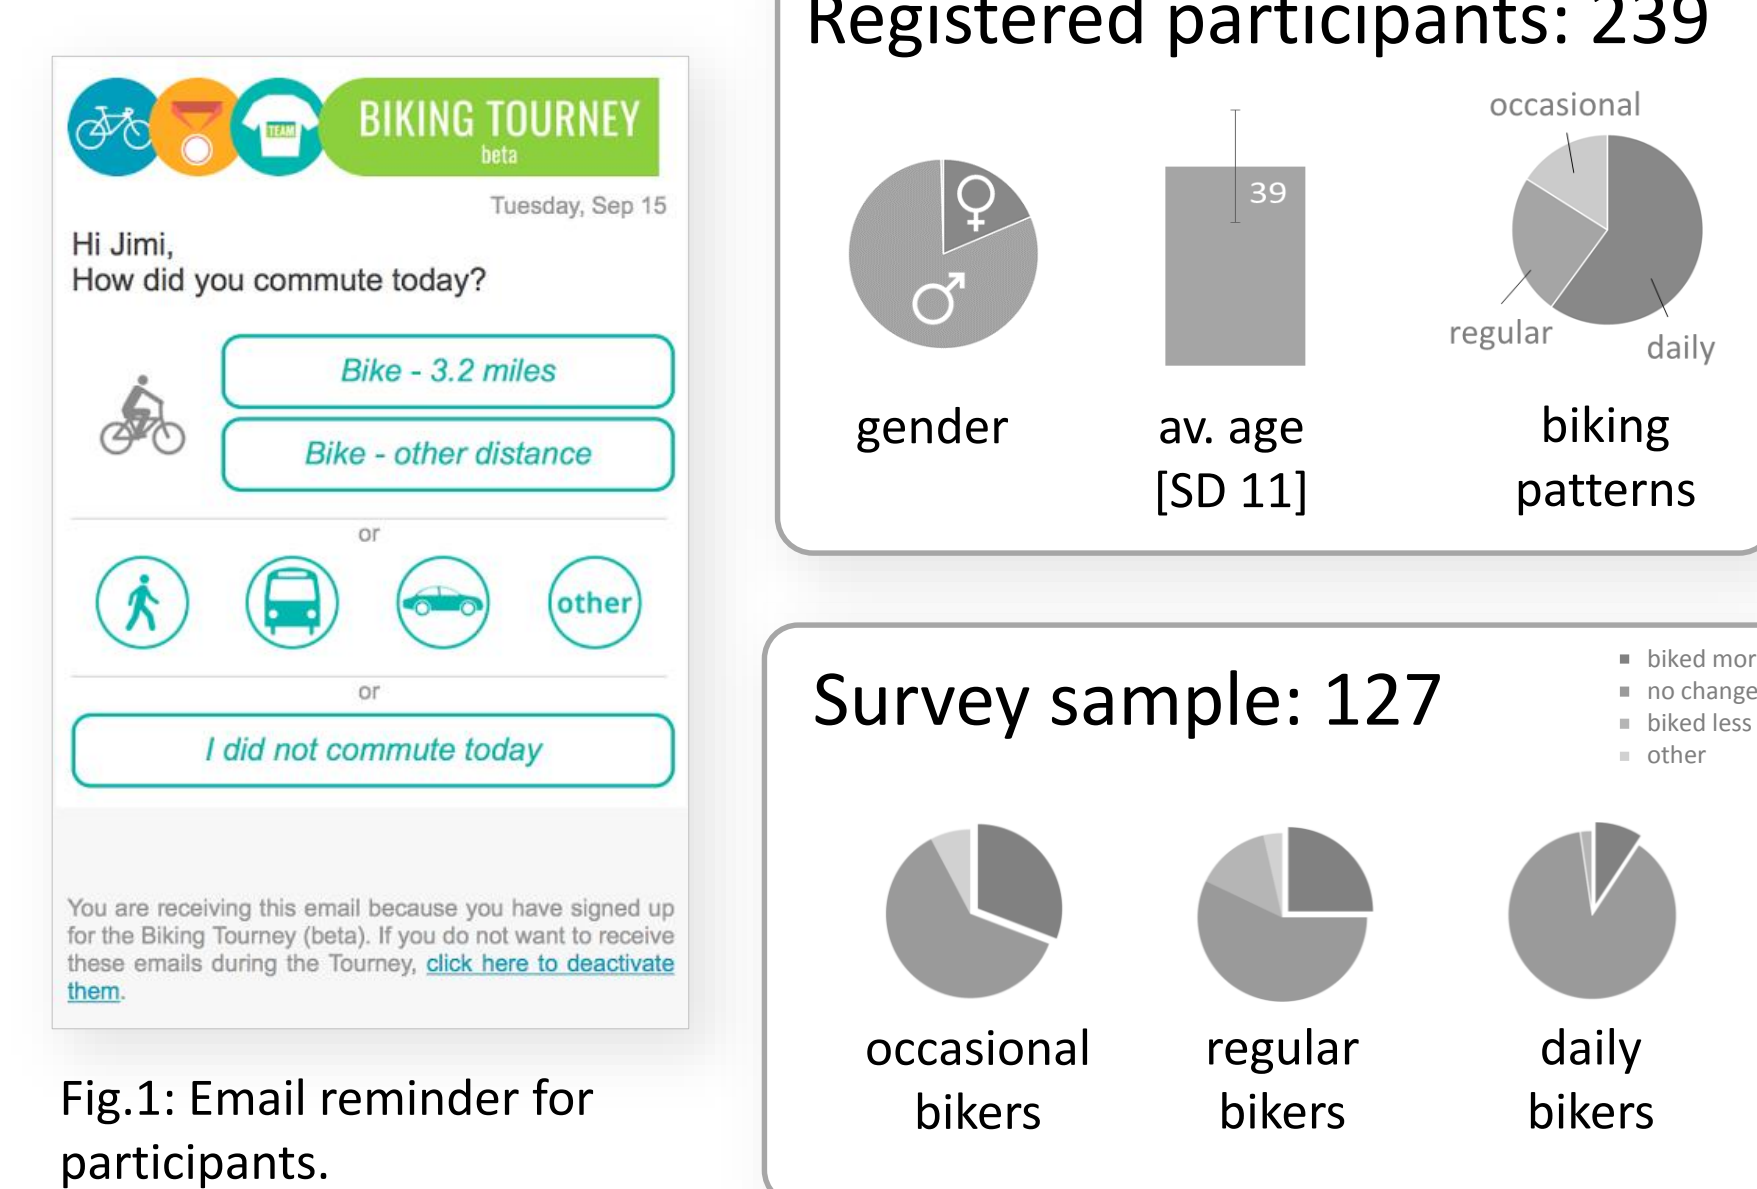 BIKING TOURNEY
beta
TEAM
Tuesday, Sep 15
Hi Jimi,
How did you commute today?
Bike - 3.2 miles
Bike - other distance
or
other
or
I did not commute today
You are receiving this email because you have signed up
for the Biking Tourney (beta). If you do not want to receive
these emails during the Tourney, click here to deactivate
them.
Fig.1: Email reminder for
participants.
Registered participants: 239
occasional
39
regular
daily
gender
av. age
[SD 11]
biking
patterns
Survey sample: 127
biked mor
no change
biked less
other
occasional
bikers
regular
bikers
daily
bikers